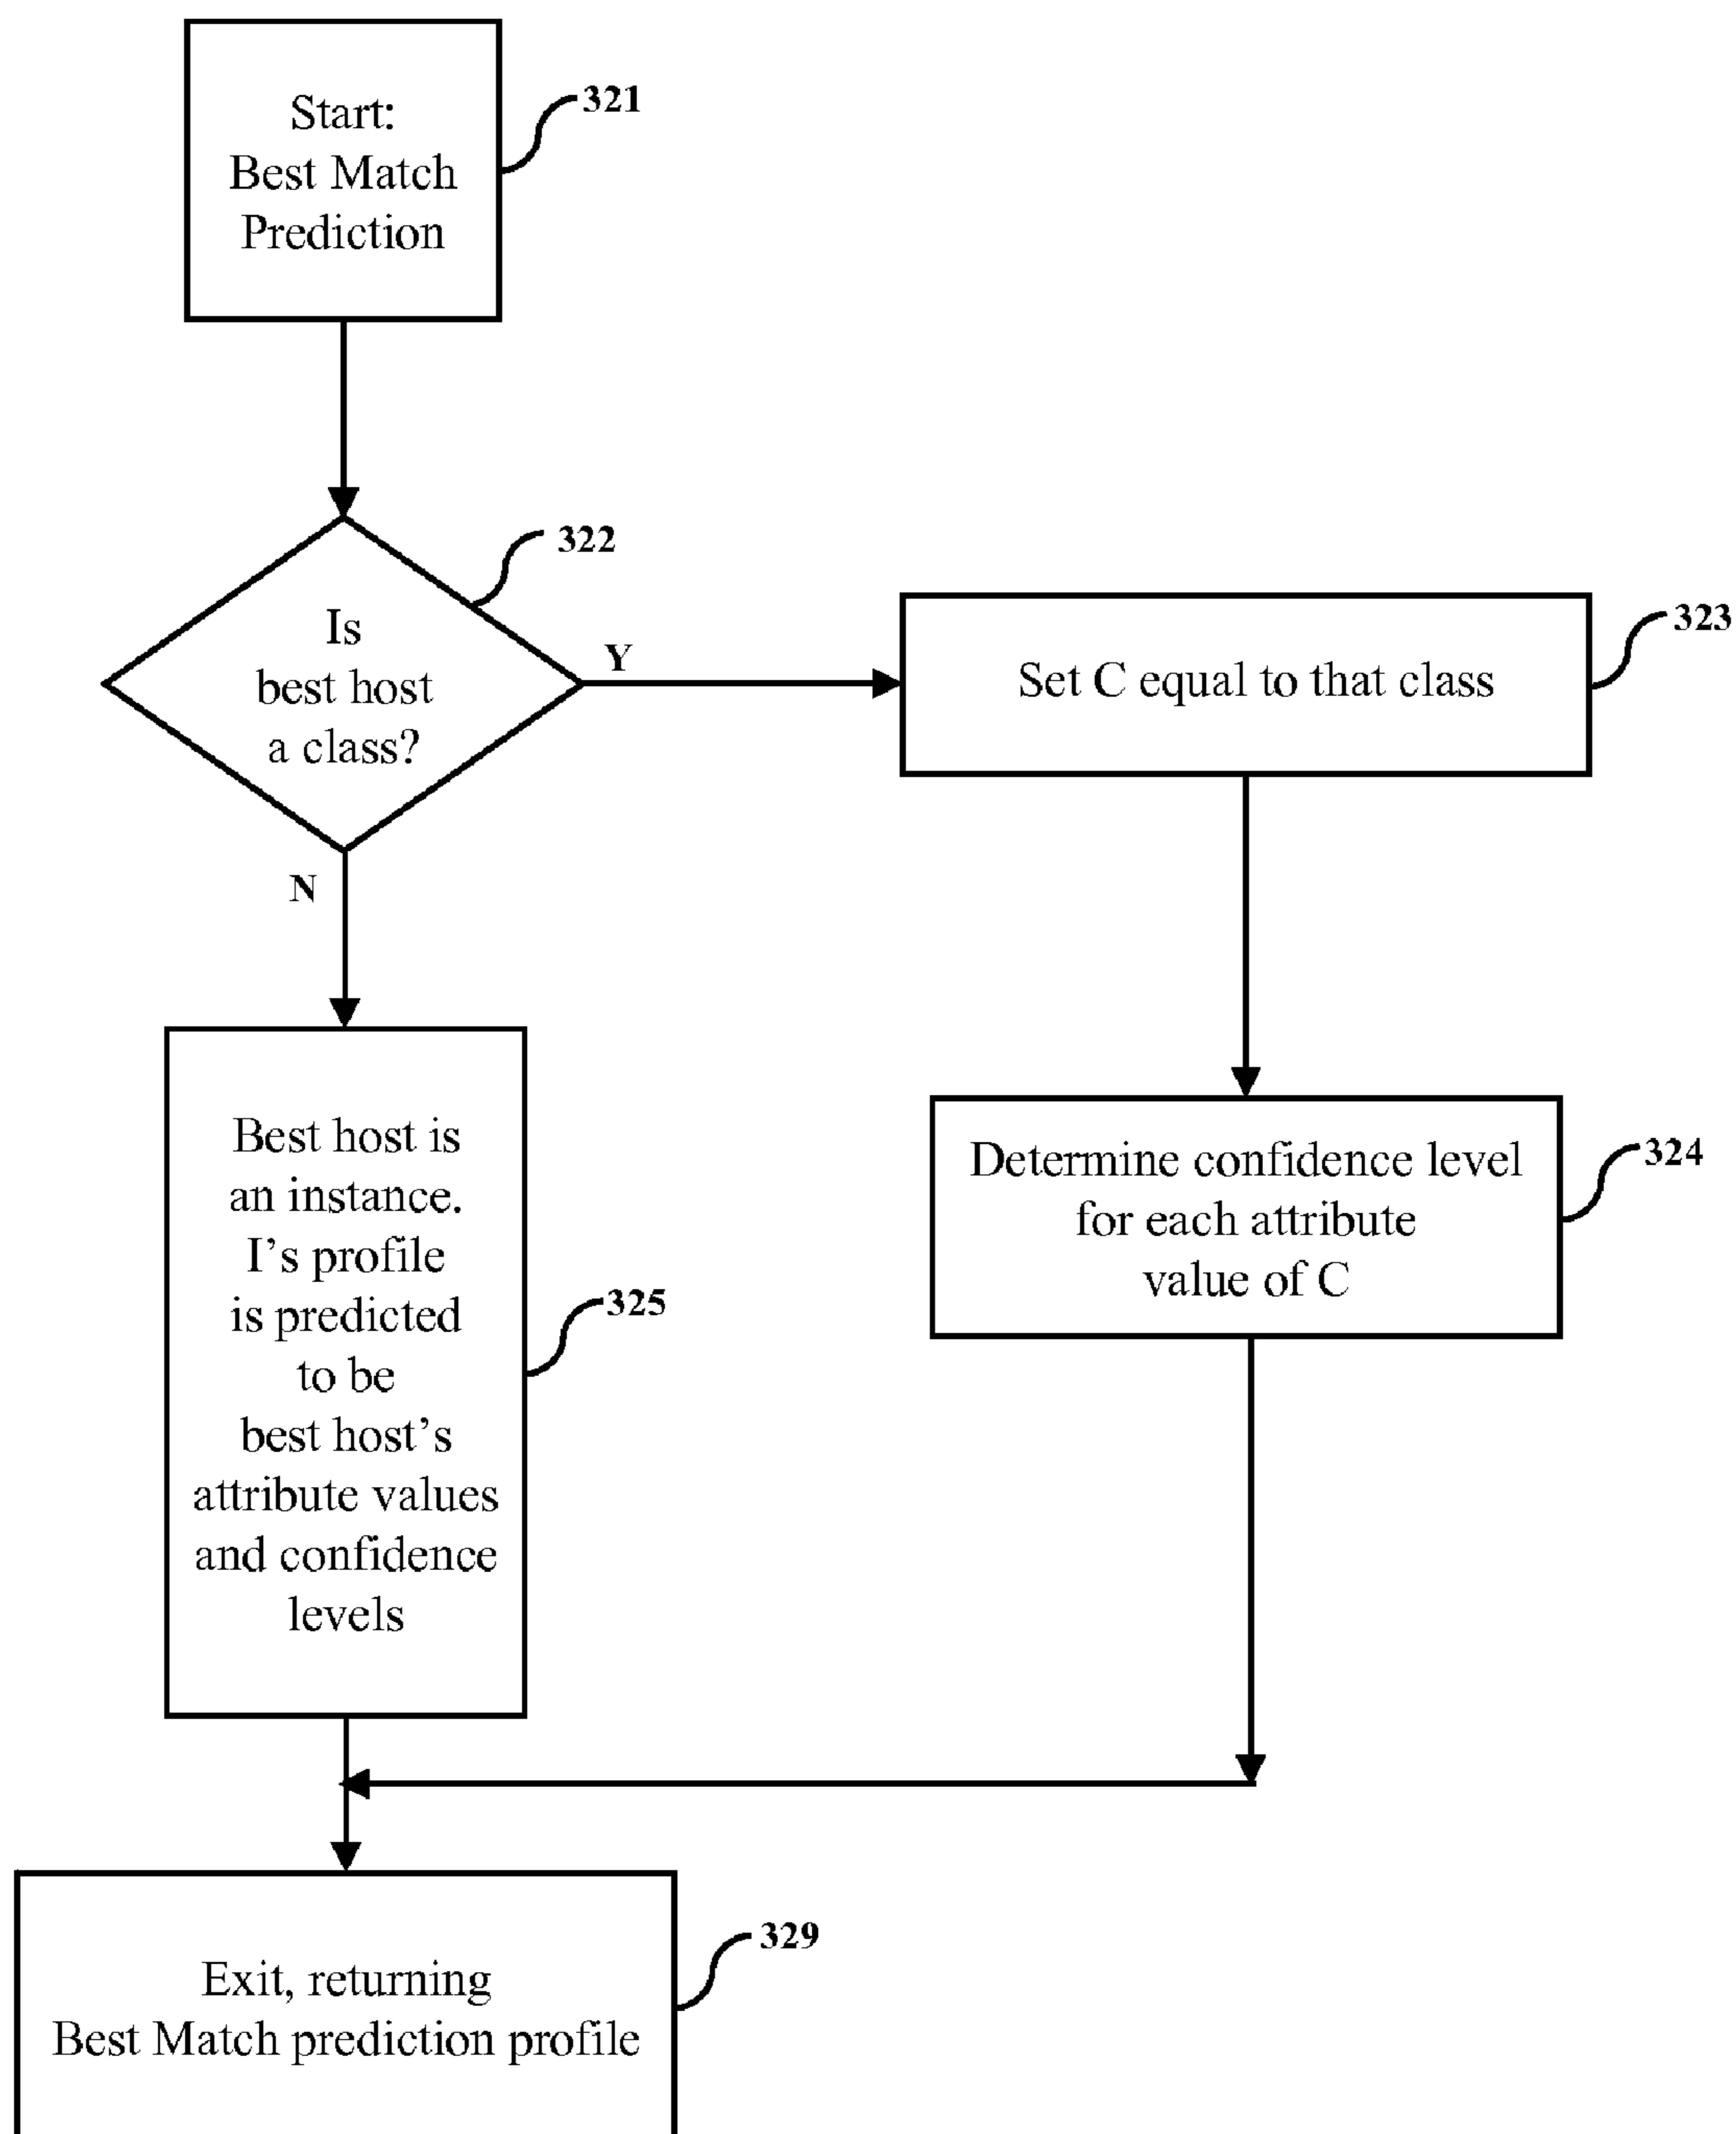 Start:
Best Match
Prediction
321
322
Is
best host
a class?
Y
N
Set C equal to that class
323
Determine confidence level
for each attribute
value of C
324
Best host is
an instance.
I’s profile
is predicted
to be
best host’s
attribute values
and confidence
levels
325
Exit, returning
Best Match prediction profile
329